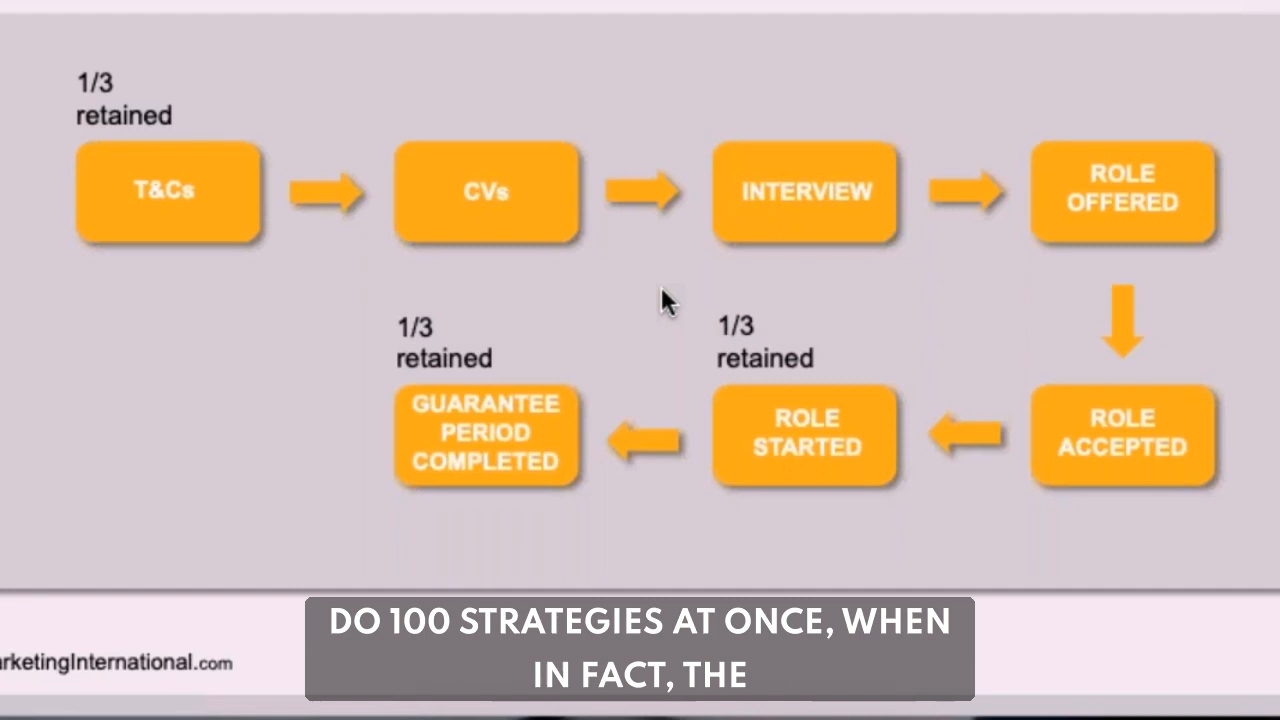 1/3
retained
T&Cs
CVs
INTERVIEW
ROLE
OFFERED
1/3
retained
1/3
retained
GUARANTEE
PERIOD
COMPLETED
ROLE
STARTED
ROLE
ACCEPTED
DO 100 STRATEGIES AT ONCE, WHEN
IN FACT, THE
rketingInternational.com